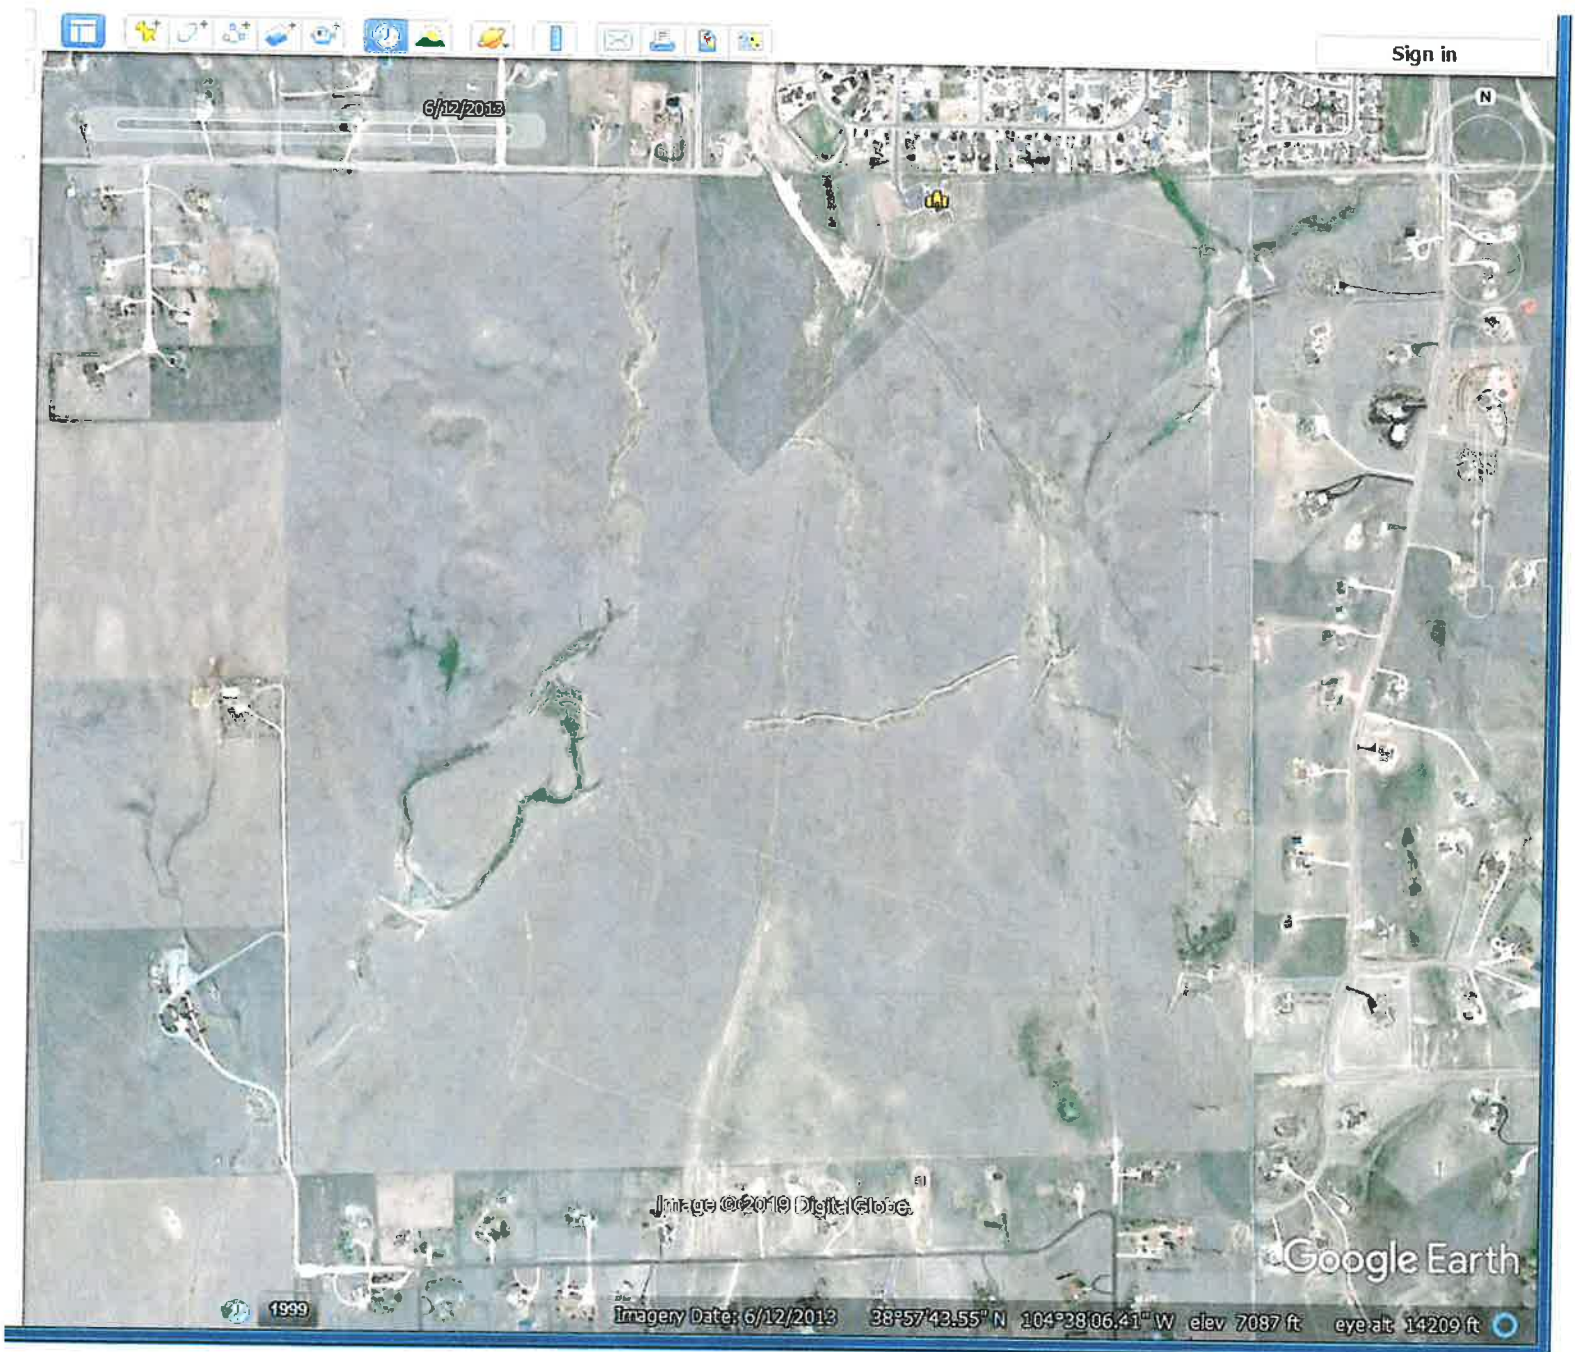 Sign in
N
6/12/2013
Image © 2019 DigitalGlobe
Google Earth
1999
Imagery Date: 6/12/2013 38°57'43.55" N 104°38'06.41" W elev 7087 ft eye alt 14209 ft